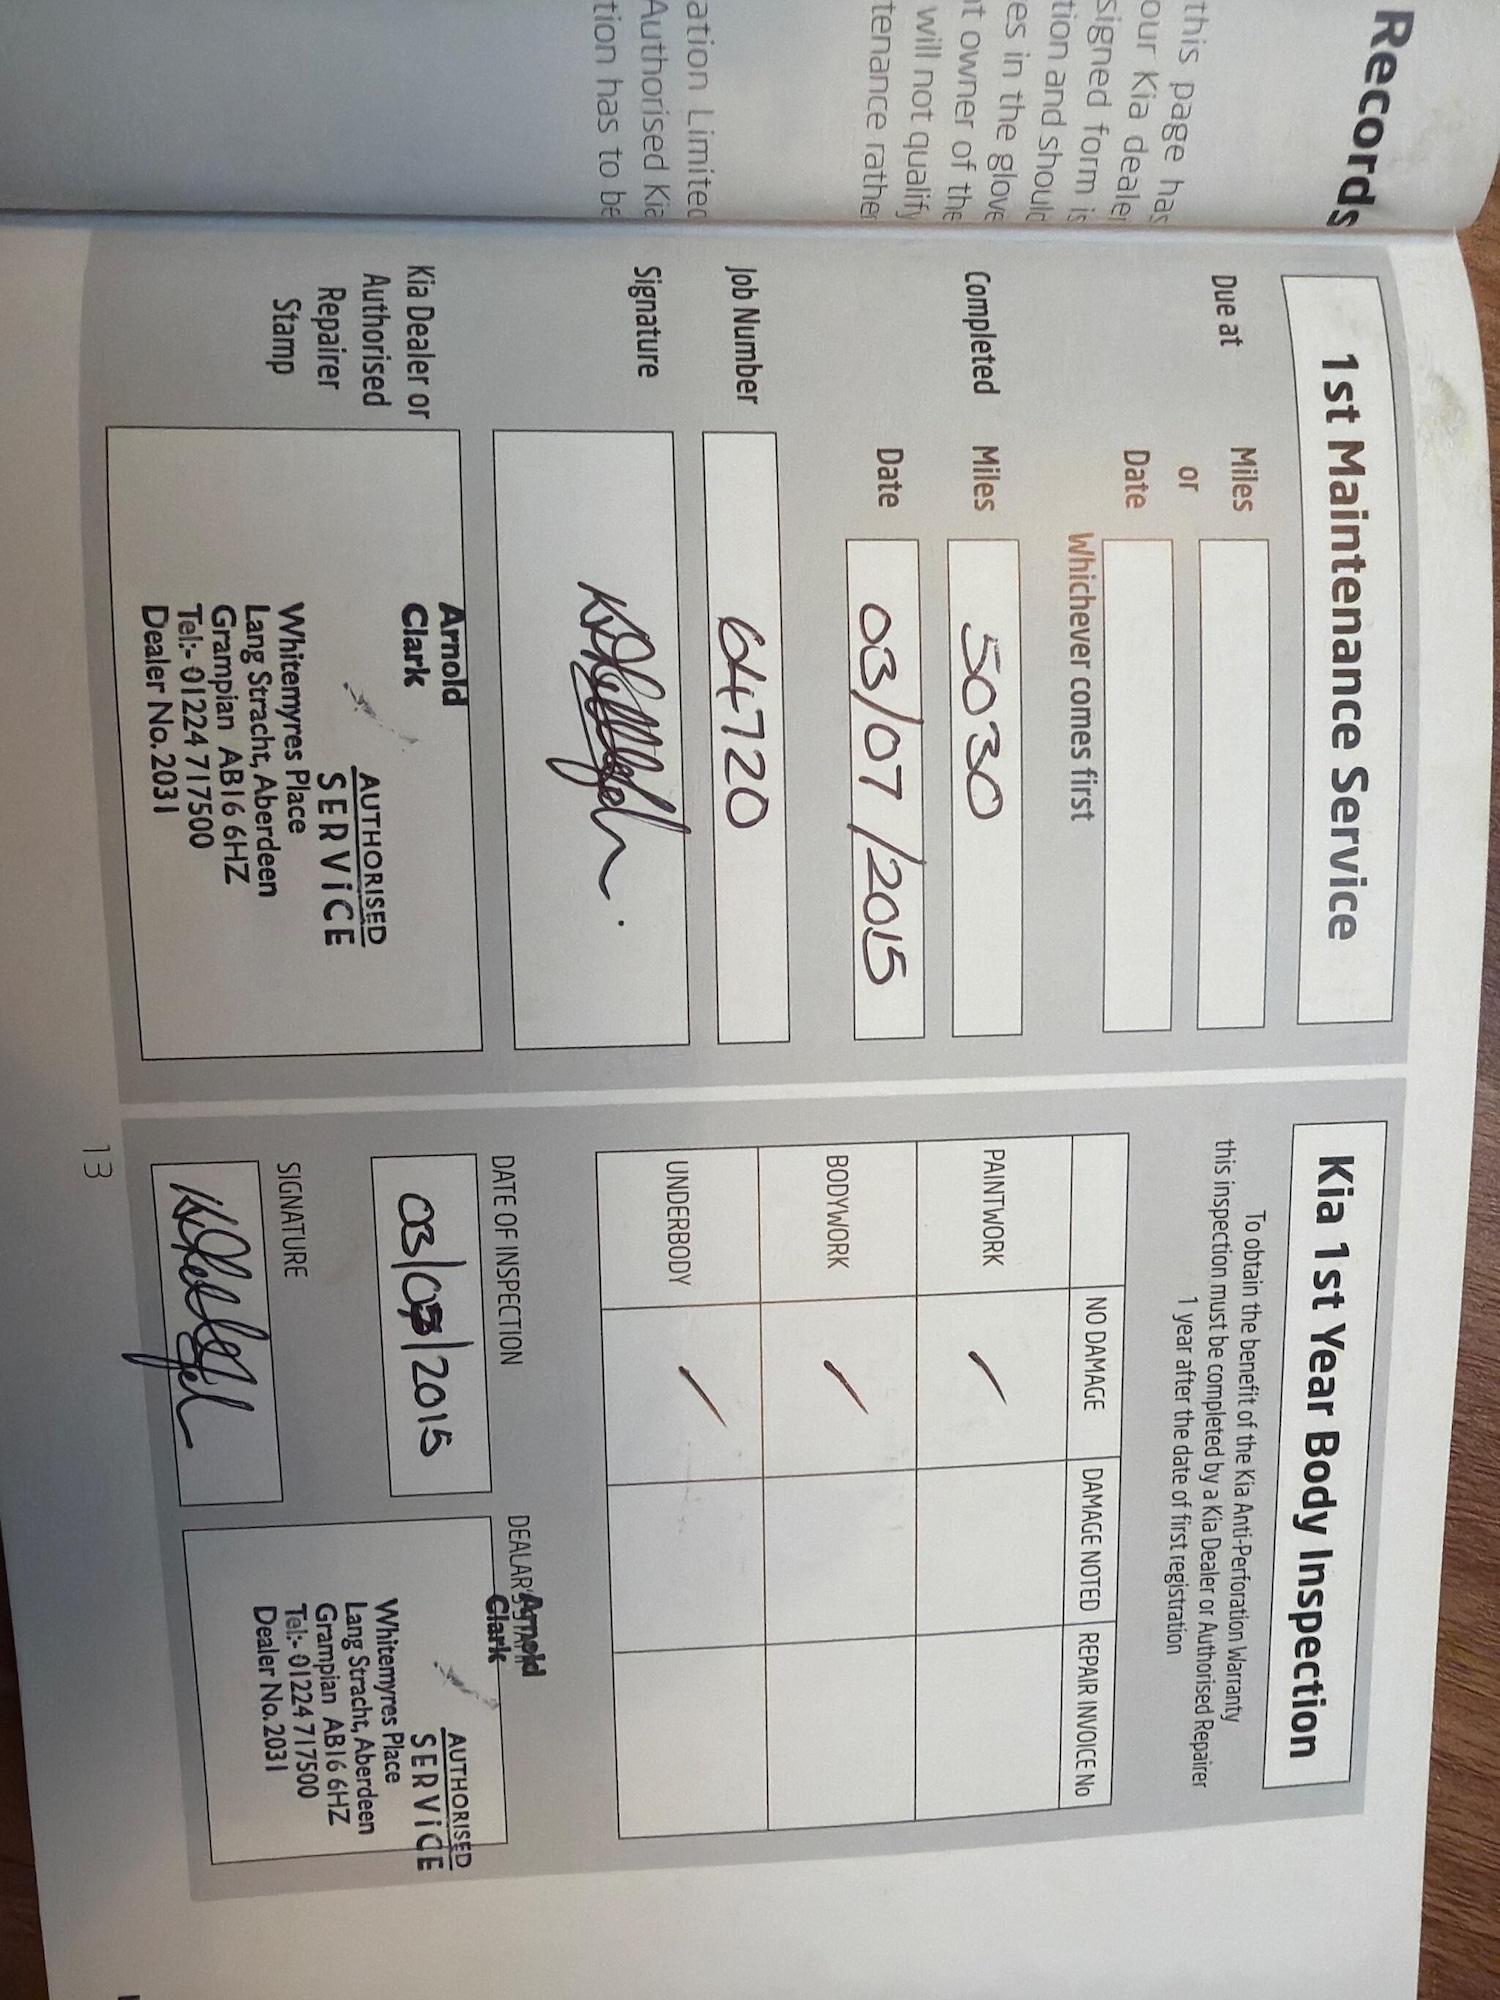 Records
this page has
our Kia dealer
signed form is
tion and should
es in the glove
t owner of the
will not qualify
tenance rather
ation Limited
Authorised Kia
tion has to be
1st Maintenance Service
Due at
Miles
or
Date
Whichever comes first
Completed
Miles 5030
Date 03/07/2015
Job Number 64720
Signature
Kia Dealer or
Authorised
Repairer
Stamp
Arnold
Clark
AUTHORISED
SERViCE
Whitemyres Place
Lang Stracht, Aberdeen
Grampian AB16 6HZ
Tel:- 01224 717500
Dealer No.2031
Kia 1st Year Body Inspection
To obtain the benefit of the Kia Anti-Perforation Warranty
this inspection must be completed by a Kia Dealer or Authorised Repairer
1 year after the date of first registration
NO DAMAGE DAMAGE NOTED REPAIR INVOICE No
PAINTWORK
BODYWORK
UNDERBODY
DATE OF INSPECTION
03/07/2015
SIGNATURE
Arnold
Clark
AUTHORISED
SERViCE
Whitemyres Place
Lang Stracht, Aberdeen
Grampian AB16 6HZ
Tel:- 01224 717500
Dealer No.2031
13